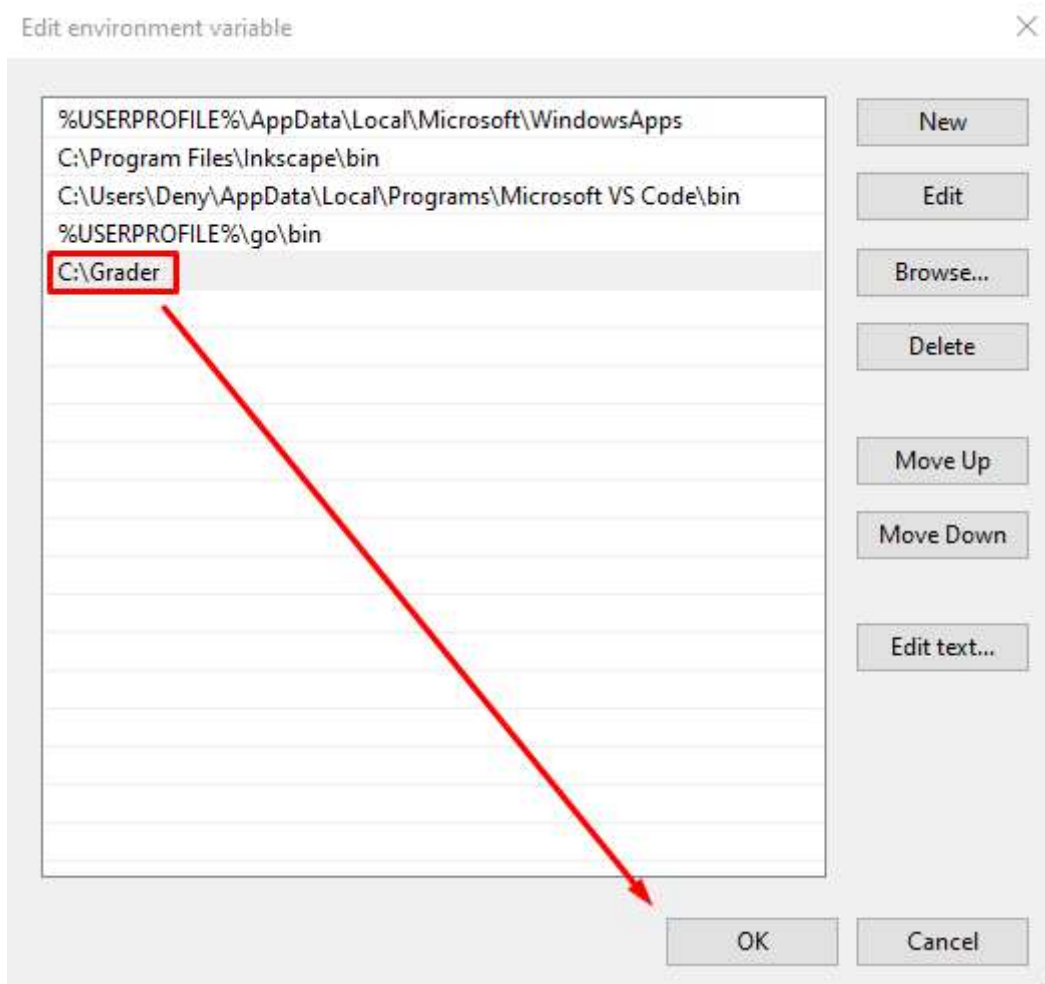 Edit environment variable
%USERPROFILE%\AppData\Local\Microsoft\WindowsApps
C:\Program Files\Inkscape\bin
C:\Users\Deny\AppData\Local\Programs\Microsoft VS Code\bin
%USERPROFILE%\go\bin
C:\Grader
New
Edit
Browse...
Delete
Move Up
Move Down
Edit text...
OK
Cancel